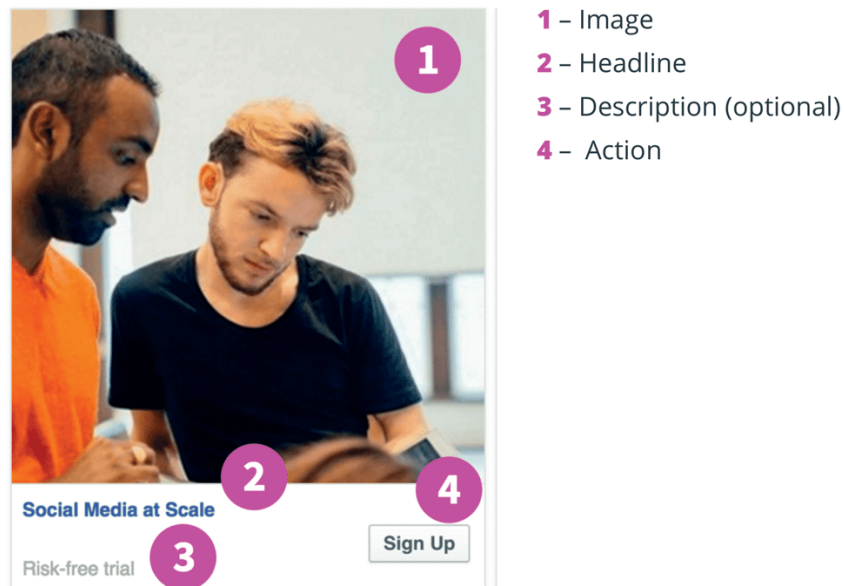 1
1 – Image
2 – Headline
3 – Description (optional)
4 – Action
2
4
Social Media at Scale
Sign Up
3
Risk-free trial